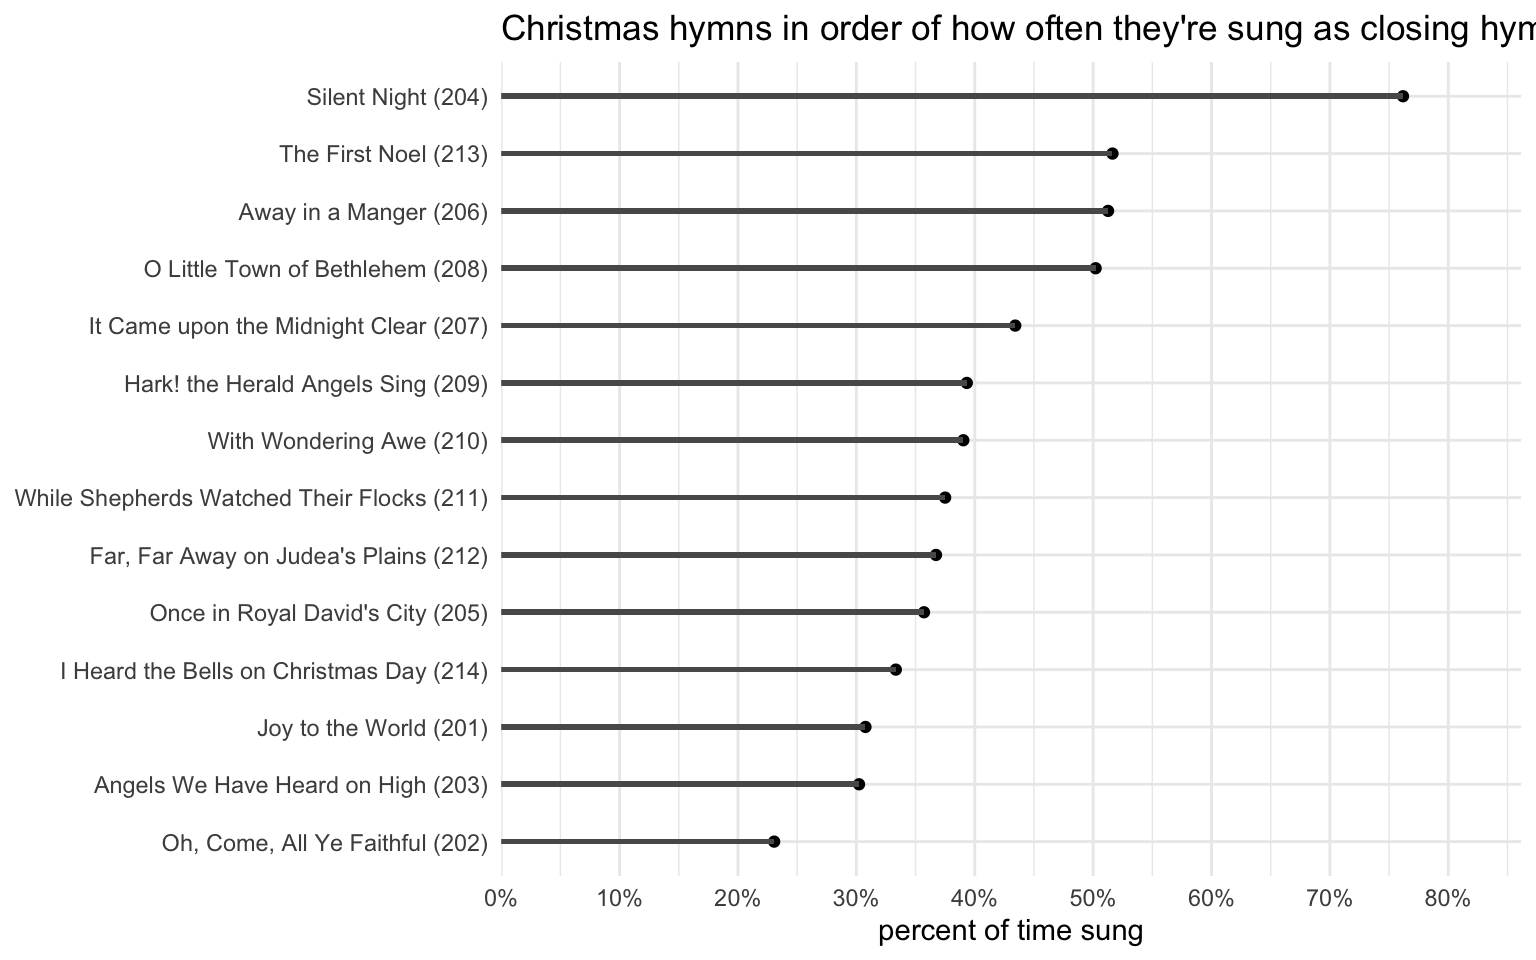 Christmas hymns in order of how often they're sung as closing hym
Silent Night (204)
The First Noel (213)
Away in a Manger (206)
O Little Town of Bethlehem (208)
It Came upon the Midnight Clear (207)
Hark! the Herald Angels Sing (209)
With Wondering Awe (210)
While Shepherds Watched Their Flocks (211)
Far, Far Away on Judea's Plains (212)
Once in Royal David's City (205)
I Heard the Bells on Christmas Day (214)
Joy to the World (201)
Angels We Have Heard on High (203)
Oh, Come, All Ye Faithful (202)
0% 10% 20% 30% 40% 50% 60% 70% 80%
percent of time sung